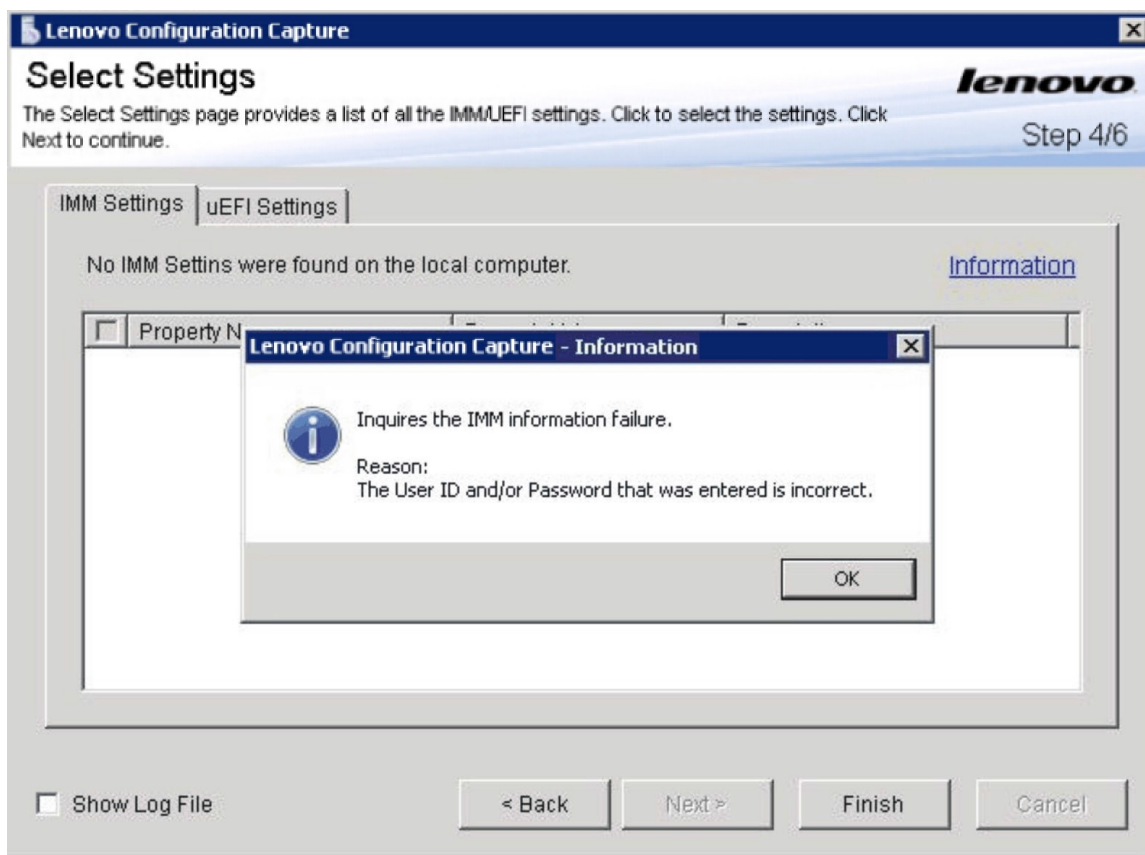 Lenovo Configuration Capture
Select Settings
lenovo
The Select Settings page provides a list of all the IMM/UEFI settings. Click to select the settings. Click
Next to continue.
Step 4/6
IMM Settings
uEFI Settings
No IMM Settins were found on the local computer.
Information
Property N
Lenovo Configuration Capture - Information
Inquires the IMM information failure.
Reason:
The User ID and/or Password that was entered is incorrect.
OK
Show Log File
< Back
Next >
Finish
Cancel